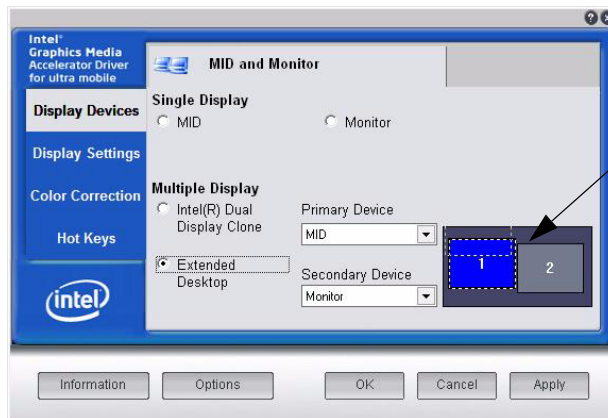 Intel®
Graphics Media
Accelerator Driver
for ultra mobile
MID and Monitor
Display Devices
Display Settings
Color Correction
Hot Keys
intel
Single Display
MID
Monitor
Multiple Display
Intel(R) Dual
Display Clone
Extended
Desktop
Primary Device
MID
Secondary Device
Monitor
1
2
Information
Options
OK
Cancel
Apply